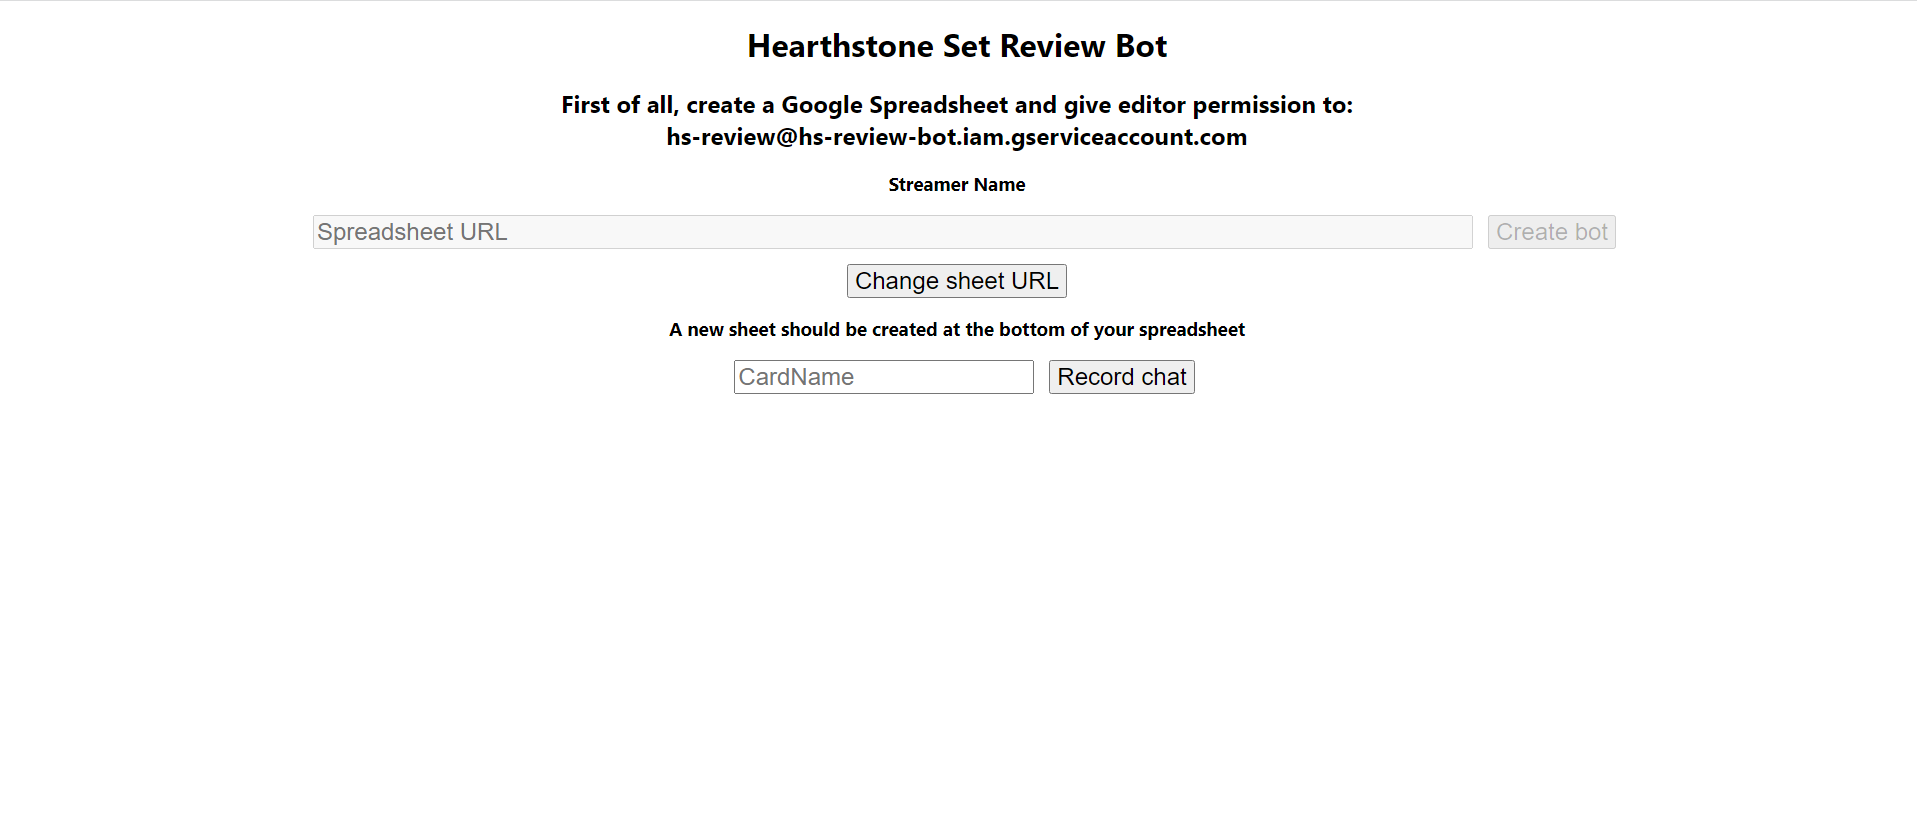 Hearthstone Set Review Bot
First of all, create a Google Spreadsheet and give editor permission to:
hs-review@hs-review-bot.iam.gserviceaccount.com
Streamer Name
Spreadsheet URL Create bot
Change sheet URL
A new sheet should be created at the bottom of your spreadsheet
CardName Record chat